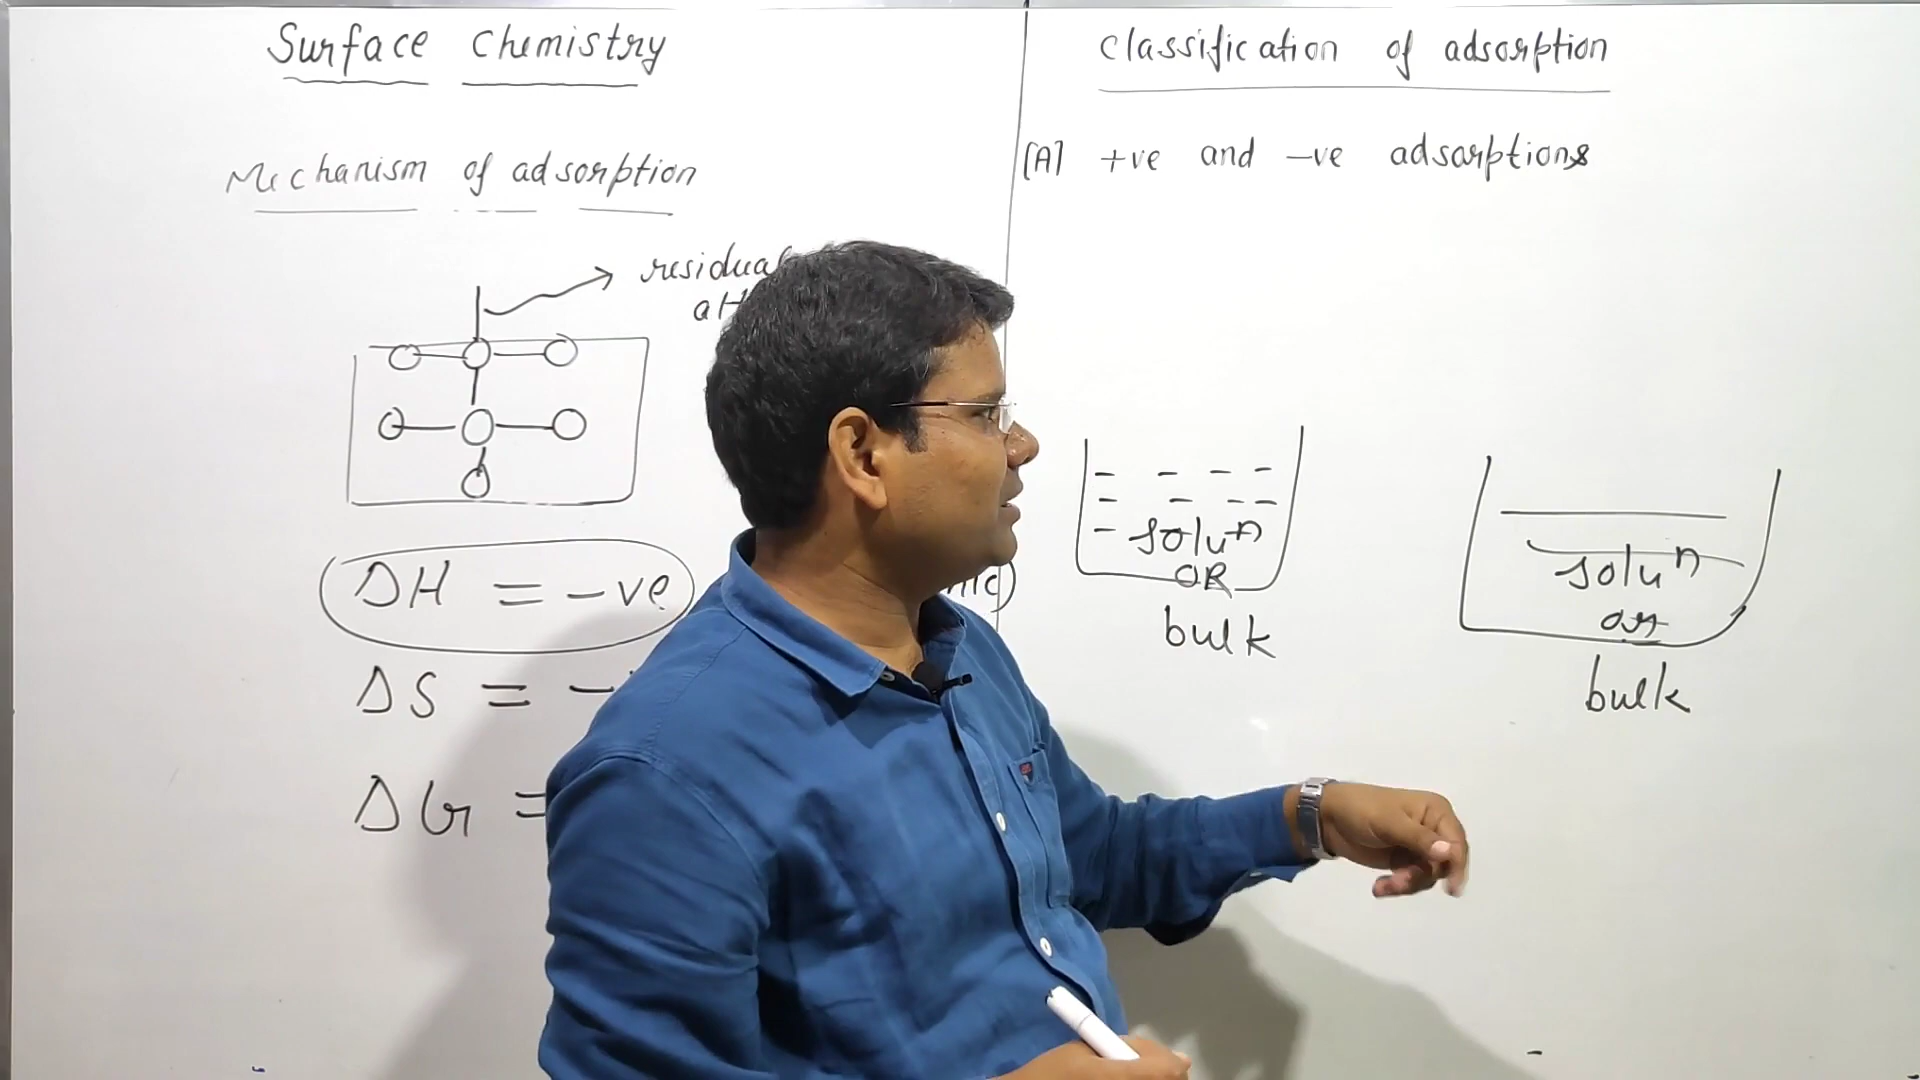 Surface Chemistry
Mechanism of adsorption
residual
ΔH = -ve
ΔS = -
ΔG =
Classification of adsorption
[A] +ve and -ve adsorptions
soluⁿ
OR
bulk
soluⁿ
or
bulk